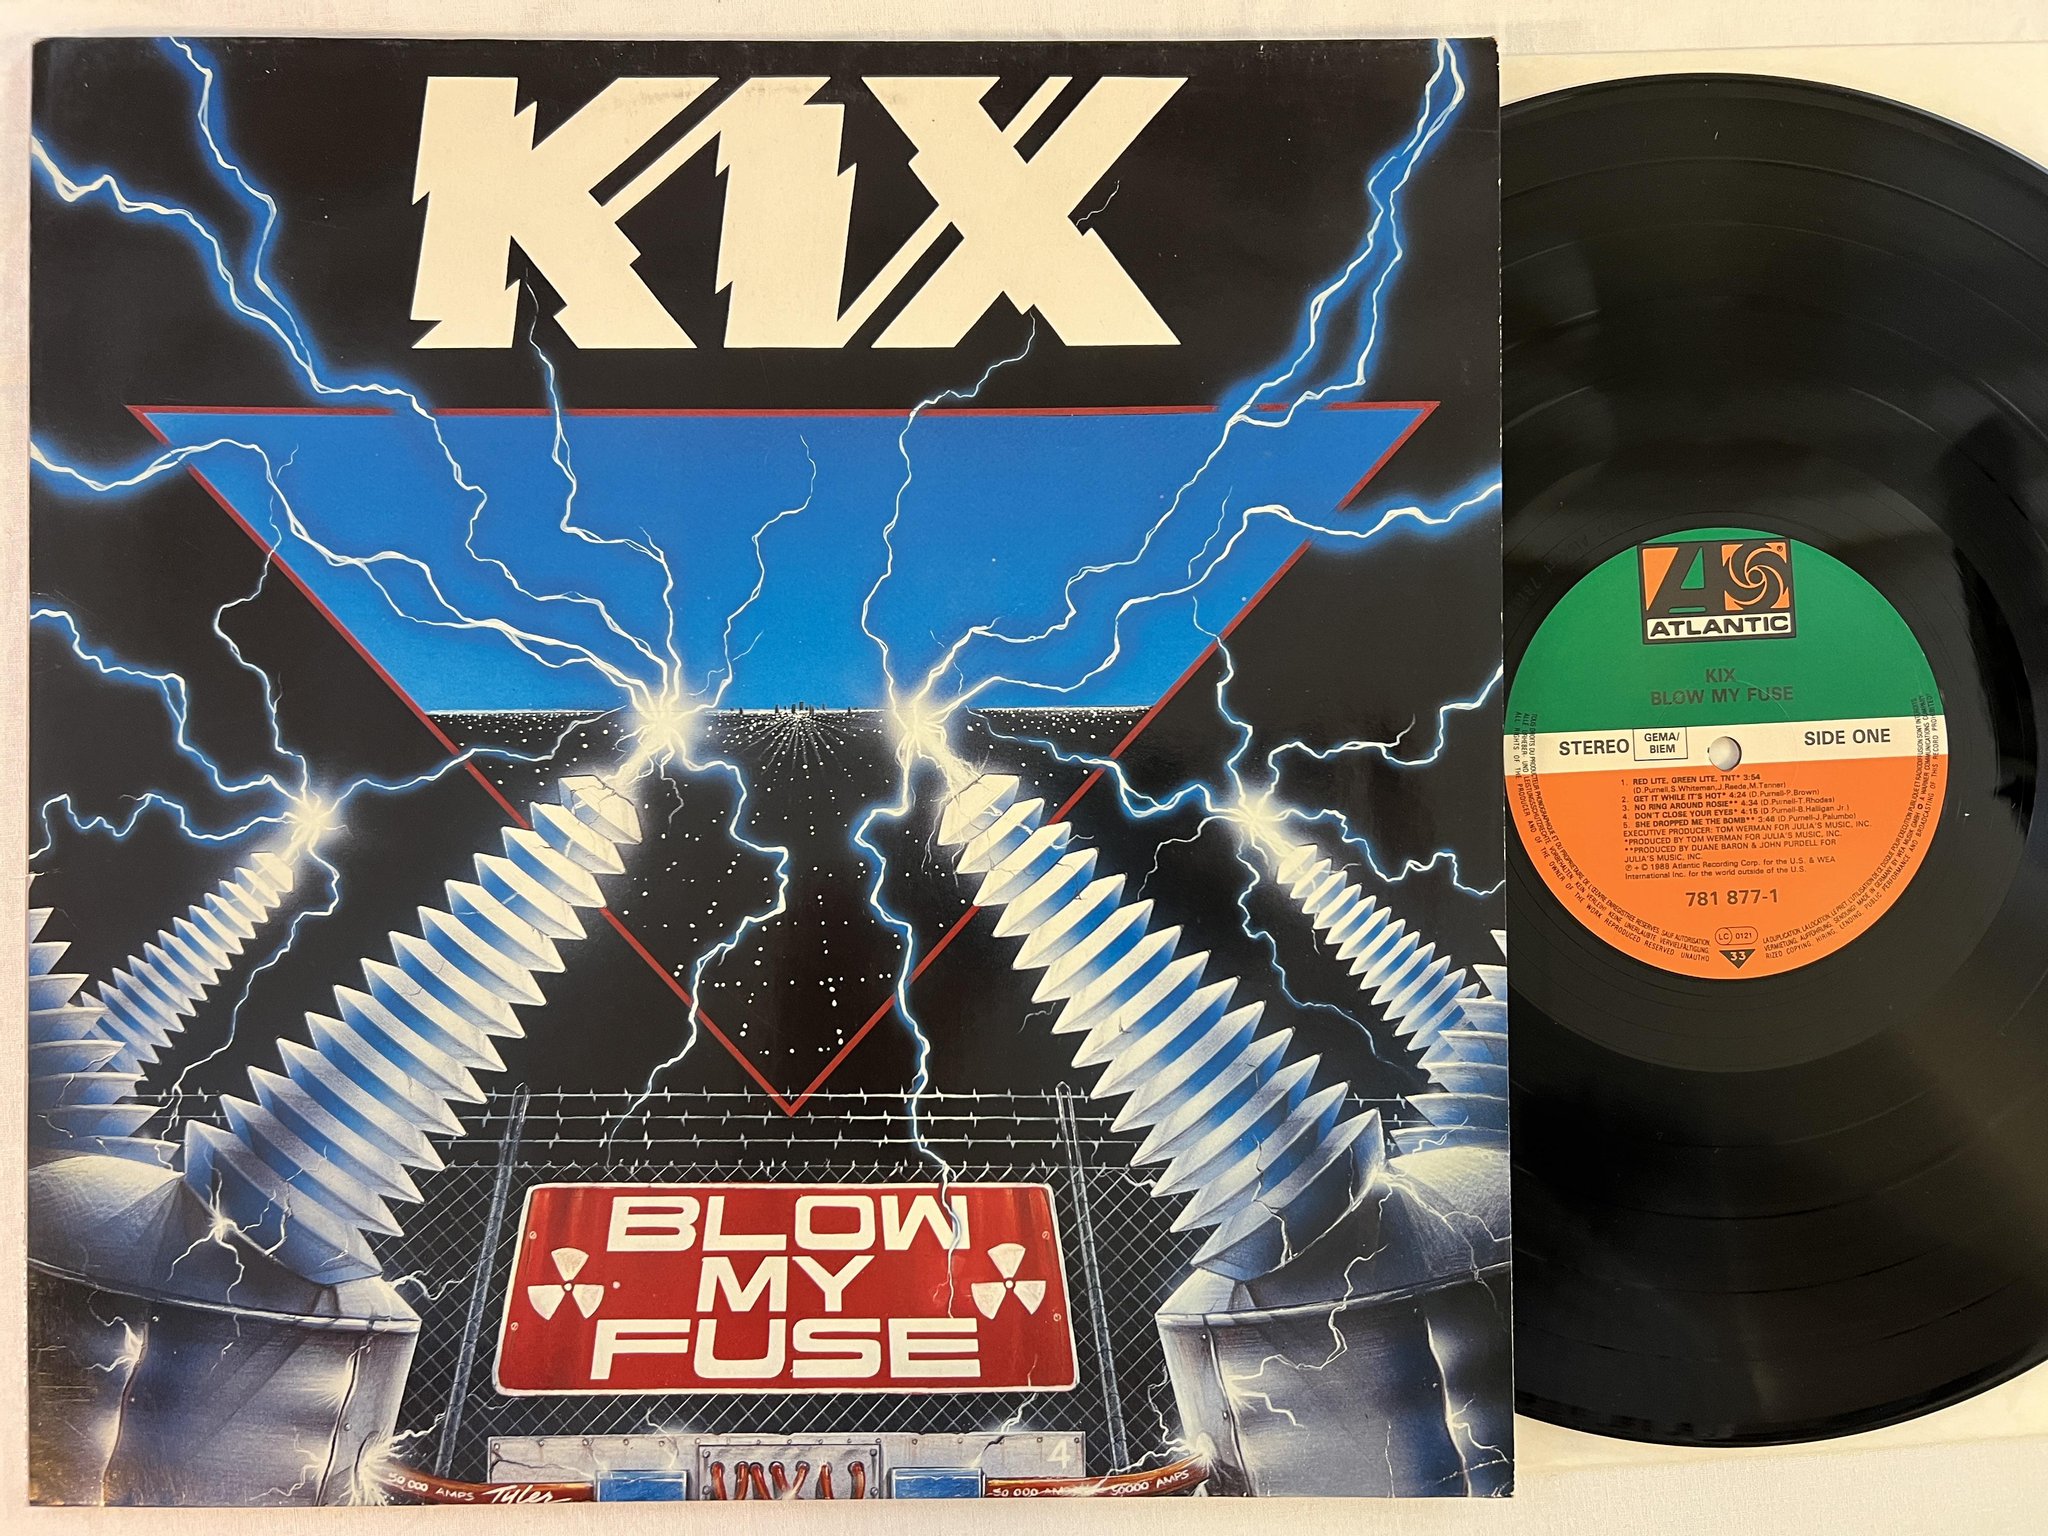 KIX
BLOW
MY
FUSE
4
50 000 AMPS
Tyler
50 000 AMPS
50000 AMPS
ATLANTIC
KIX
BLOW MY FUSE
STEREO
GEMA/
BIEM
SIDE ONE
1. RED LITE, GREEN LITE, TNT* 3:54
(D.Purnell,S.Whiteman,J.Reede,M.Tanner)
2. GET IT WHILE IT'S HOT* 4:24 (D.Purnell-P.Brown)
3. NO RING AROUND ROSIE** 4:34 (D.Purnell-T.Rhodes)
4. DON'T CLOSE YOUR EYES* 4:15 (D.Purnell-B.Halligan Jr.)
5. SHE DROPPED ME THE BOMB** 3:46 (D.Purnell-J.Palumbo)
EXECUTIVE PRODUCER: TOM WERMAN FOR JULIA'S MUSIC, INC.
*PRODUCED BY TOM WERMAN FOR JULIA'S MUSIC, INC.
**PRODUCED BY DUANE BARON & JOHN PURDELL FOR
JULIA'S MUSIC, INC.
℗ + © 1988 Atlantic Recording Corp. for the U.S. & WEA
International Inc. for the world outside of the U.S.
781 877-1
LC 0121
33